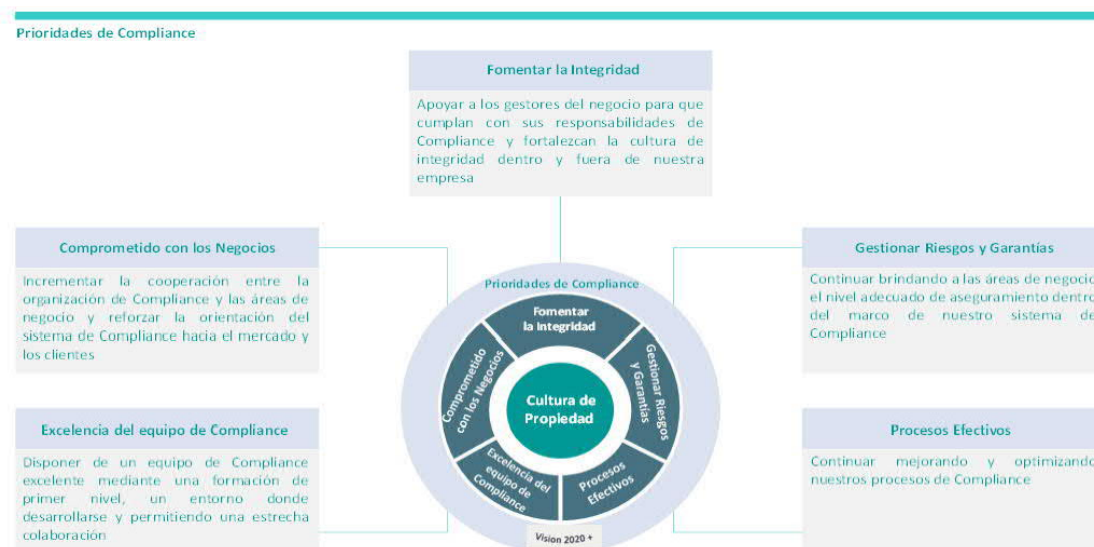 Prioridades de Compliance
Fomentar la Integridad
Apoyar a los gestores del negocio para que
cumplan con sus responsabilidades de
Compliance y fortalezcan la cultura de
integridad dentro y fuera de nuestra
empresa
Comprometido con los Negocios
Incrementar la cooperación entre la
organización de Compliance y las áreas de
negocio y reforzar la orientación del
sistema de Compliance hacia el mercado y
los clientes
Gestionar Riesgos y Garantías
Continuar brindando a las áreas de negocio
el nivel adecuado de aseguramiento dentro
del marco de nuestro sistema de
Compliance
Prioridades de Compliance
Fomentar
la Integridad
Comprometido
con los Negocios
Gestionar Riesgos
y Garantías
Cultura de
Propiedad
Excelencia del
equipo de
Compliance
Procesos
Efectivos
Vision 2020 +
Excelencia del equipo de Compliance
Disponer de un equipo de Compliance
excelente mediante una formación de
primer nivel, un entorno donde
desarrollarse y permitiendo una estrecha
colaboración
Procesos Efectivos
Continuar mejorando y optimizando
nuestros procesos de Compliance